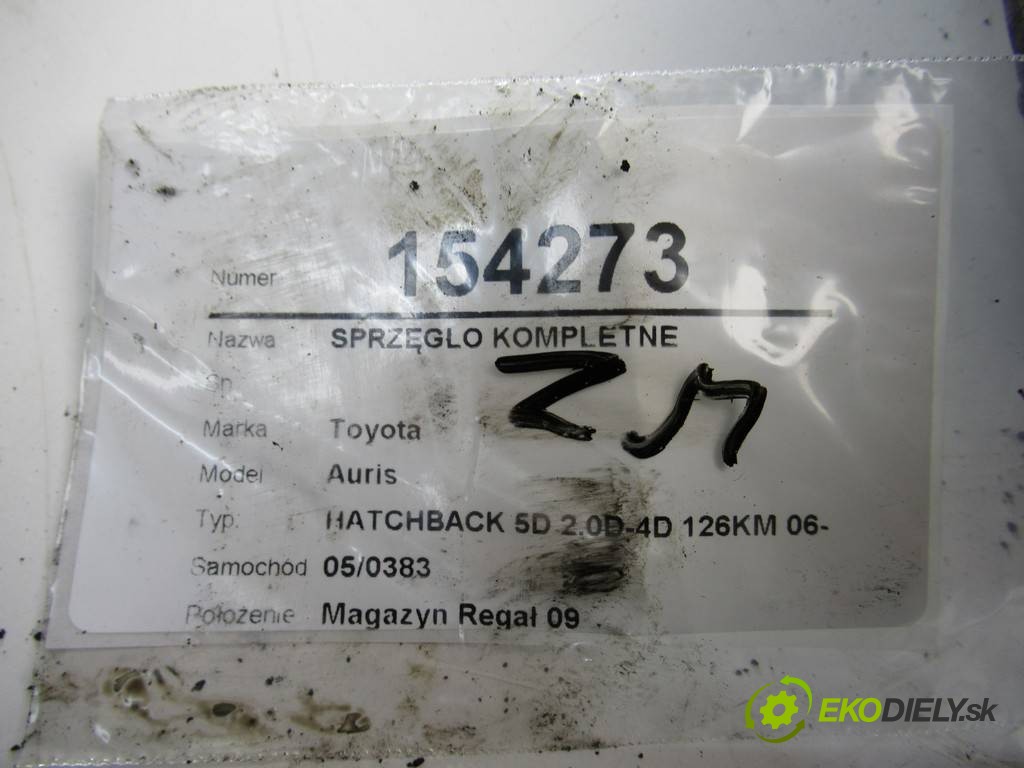 Numer 154273
Nazwa SPRZĘGLO KOMPLETNE
Sp.
Marka Toyota
Model Auris
Typ: HATCHBACK 5D 2.0D-4D 126KM 06-
Samochód 05/0383
Położenie Magazyn Regał 09
EKODIELY.sk